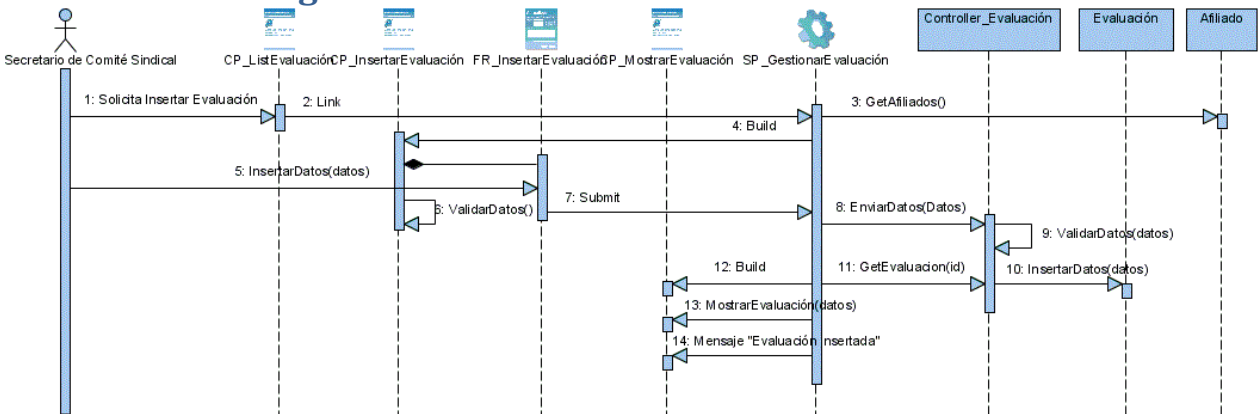 Controller_Evaluación
Evaluación
Afiliado
Secretario de Comité Sindical
CP_ListEvaluación
CP_InsertarEvaluación
FR_InsertarEvaluación
CP_MostrarEvaluación
SP_GestionarEvaluación
1: Solicita Insertar Evaluación
2: Link
3: GetAfiliados()
4: Build
5: InsertarDatos(datos)
6: ValidarDatos()
7: Submit
8: EnviarDatos(Datos)
9: ValidarDatos(datos)
12: Build
11: GetEvaluacion(id)
10: InsertarDatos(datos)
13: MostrarEvaluación(datos)
14: Mensaje "Evaluación Insertada"